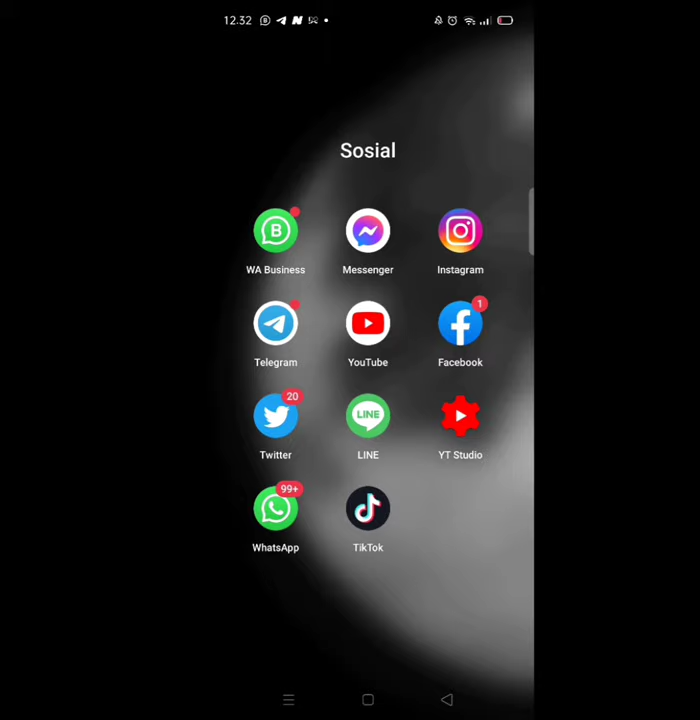 12.32
Sosial
B
WA Business
Messenger
Instagram
Telegram
YouTube
1
Facebook
20
Twitter
LINE
LINE
YT Studio
99+
WhatsApp
TikTok